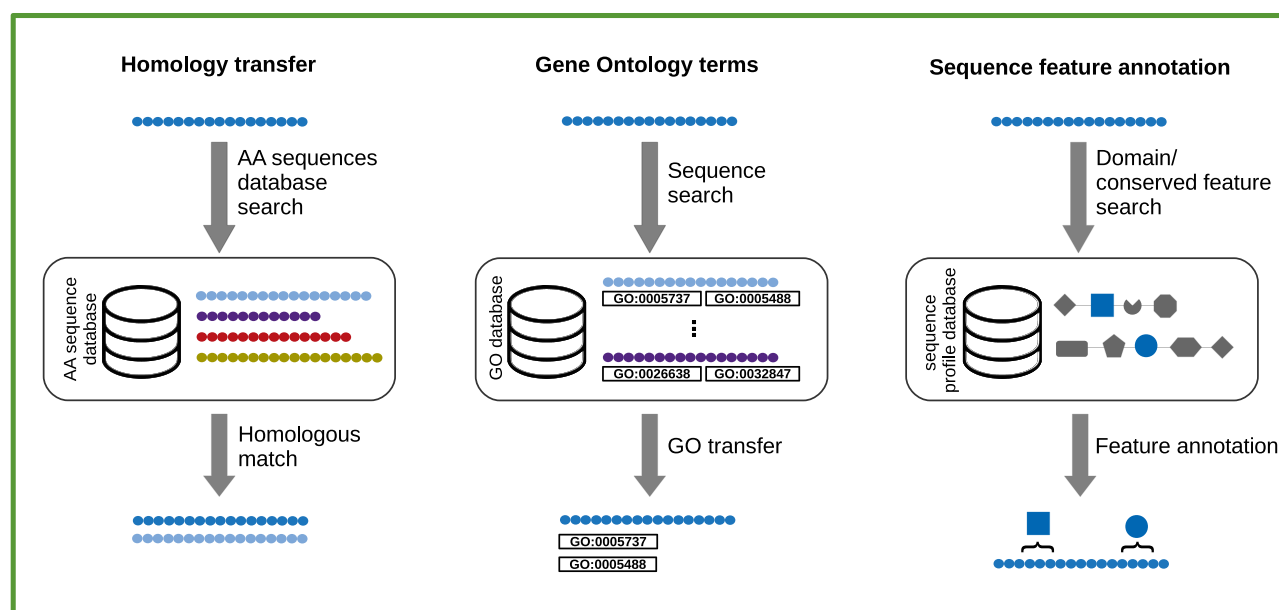 Homology transfer
AA sequences
database
search
AA sequence
database
Homologous
match
Gene Ontology terms
Sequence
search
GO database
GO:0005737 GO:0005488
GO:0026638 GO:0032847
GO transfer
GO:0005737
GO:0005488
Sequence feature annotation
Domain/
conserved feature
search
sequence
profile database
Feature annotation